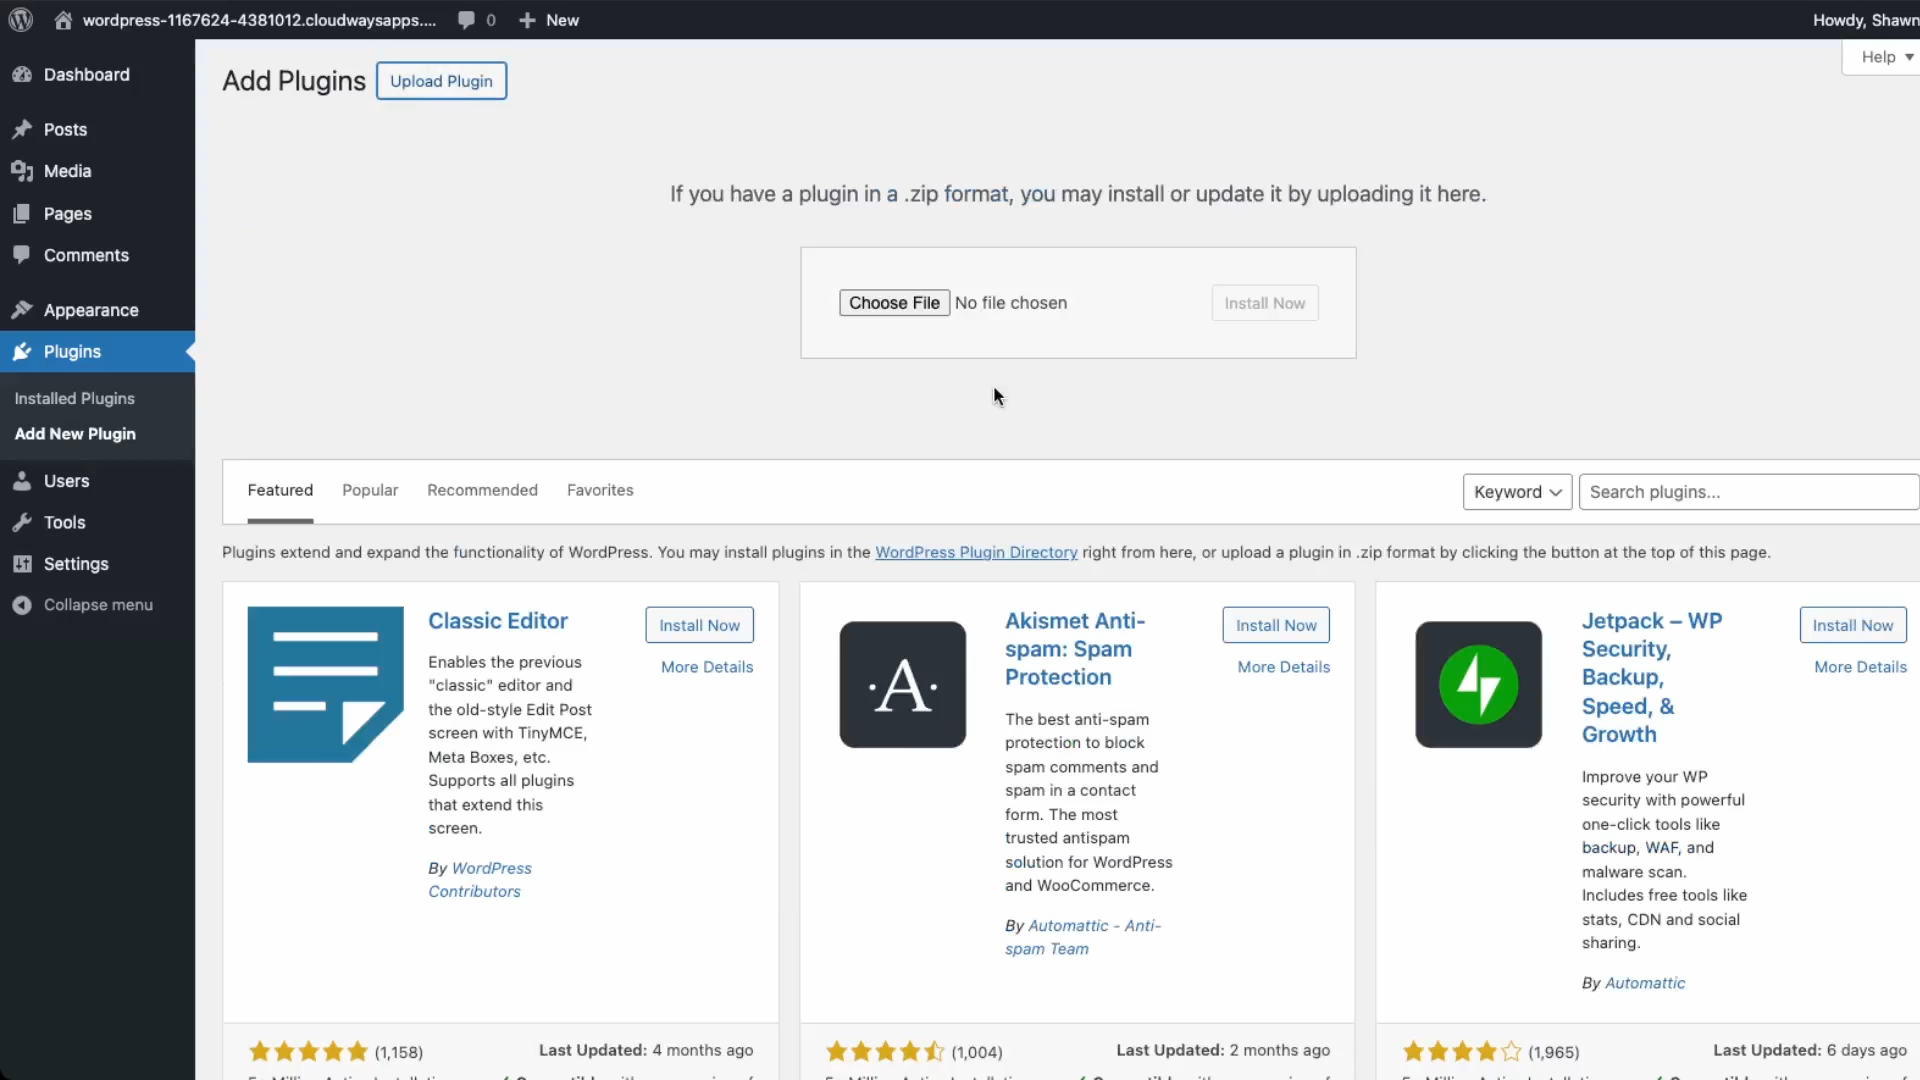 wordpress-1167624-4381012.cloudwaysapps.... 0 New Howdy, Shawn
Dashboard
Posts
Media
Pages
Comments
Appearance
Plugins
Installed Plugins
Add New Plugin
Users
Tools
Settings
Collapse menu
Help
Add Plugins Upload Plugin
If you have a plugin in a .zip format, you may install or update it by uploading it here.
Choose File No file chosen Install Now
Featured Popular Recommended Favorites Keyword Search plugins...
Plugins extend and expand the functionality of WordPress. You may install plugins in the WordPress Plugin Directory right from here, or upload a plugin in .zip format by clicking the button at the top of this page.
Classic Editor
Install Now
More Details
Enables the previous
"classic" editor and
the old-style Edit Post
screen with TinyMCE,
Meta Boxes, etc.
Supports all plugins
that extend this
screen.
By WordPress
Contributors
(1,158)
Last Updated: 4 months ago
·A·
Akismet Anti-
spam: Spam
Protection
Install Now
More Details
The best anti-spam
protection to block
spam comments and
spam in a contact
form. The most
trusted antispam
solution for WordPress
and WooCommerce.
By Automattic - Anti-
spam Team
(1,004)
Last Updated: 2 months ago
Jetpack – WP
Security,
Backup,
Speed, &
Growth
Install Now
More Details
Improve your WP
security with powerful
one-click tools like
backup, WAF, and
malware scan.
Includes free tools like
stats, CDN and social
sharing.
By Automattic
(1,965)
Last Updated: 6 days ago